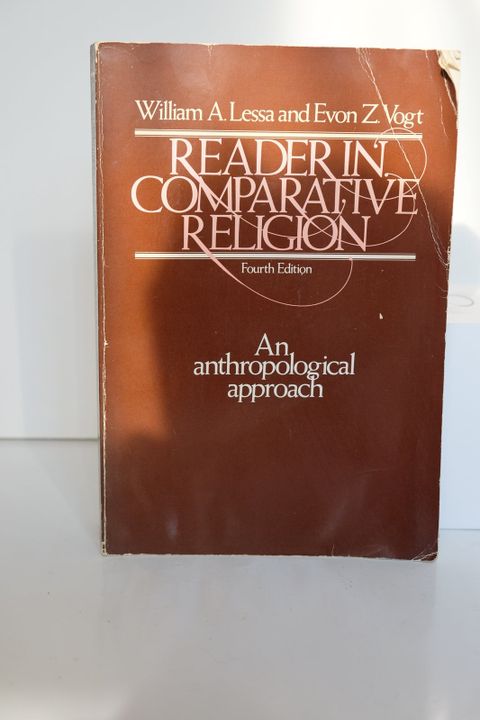 William A. Lessa and Evon Z. Vogt
READER IN
COMPARATIVE
RELIGION
Fourth Edition
An
anthropological
approach